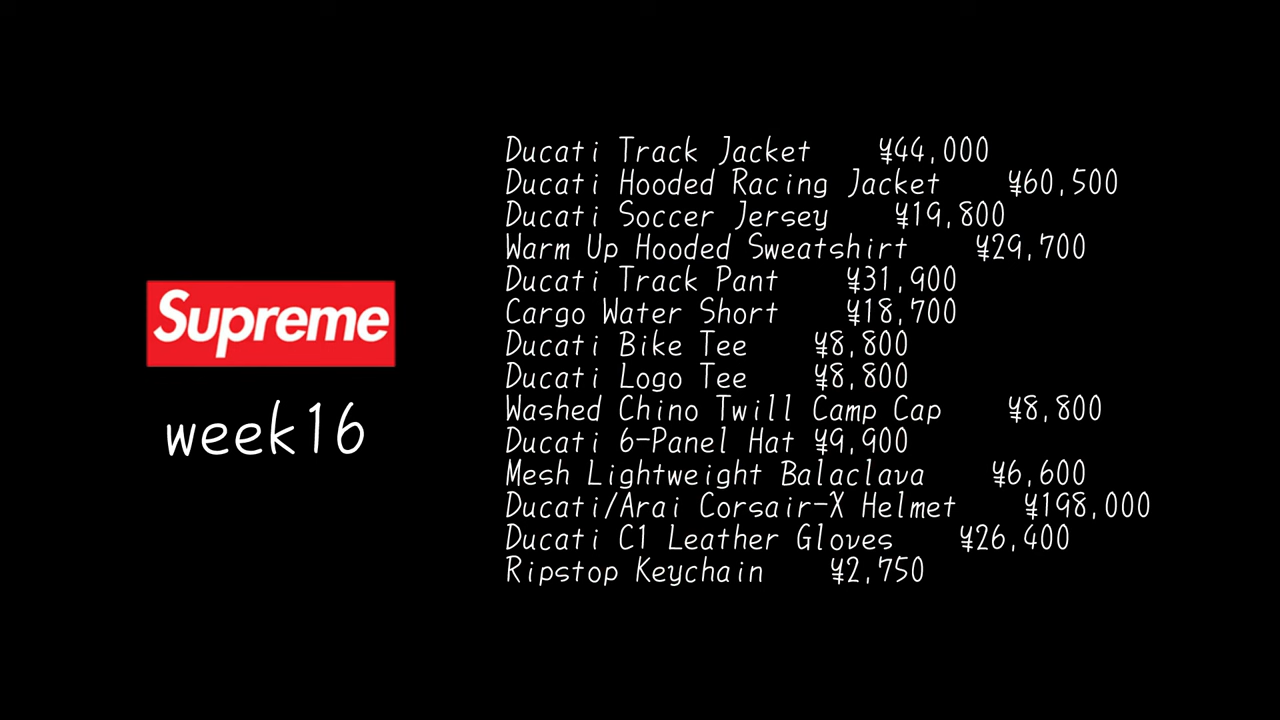 Supreme
week16
Ducati Track Jacket ¥44,000
Ducati Hooded Racing Jacket ¥60,500
Ducati Soccer Jersey ¥19,800
Warm Up Hooded Sweatshirt ¥29,700
Ducati Track Pant ¥31,900
Cargo Water Short ¥18,700
Ducati Bike Tee ¥8,800
Ducati Logo Tee ¥8,800
Washed Chino Twill Camp Cap ¥8,800
Ducati 6-Panel Hat ¥9,900
Mesh Lightweight Balaclava ¥6,600
Ducati/Arai Corsair-X Helmet ¥198,000
Ducati C1 Leather Gloves ¥26,400
Ripstop Keychain ¥2,750